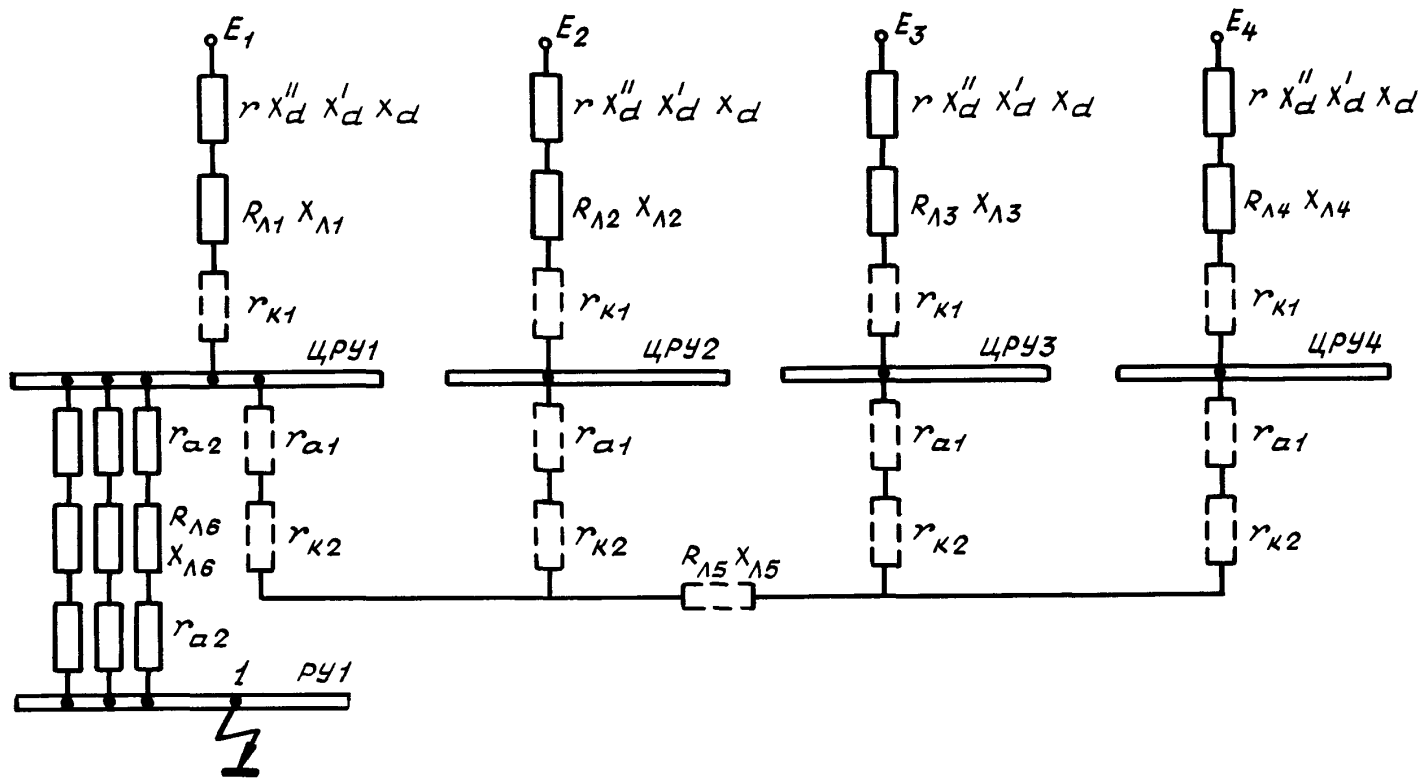 E1 E2 E3 E4
r x''d x'd xd r x''d x'd xd r x''d x'd xd r x''d x'd xd
RЛ1 XЛ1 RЛ2 XЛ2 RЛ3 XЛ3 RЛ4 XЛ4
rк1 rк1 rк1 rк1
ЦРУ1 ЦРУ2 ЦРУ3 ЦРУ4
ra2 ra1 ra1 ra1 ra1
RЛ6
XЛ6 rк2 rк2 rк2 rк2
RЛ5 XЛ5
ra2
1 РУ1